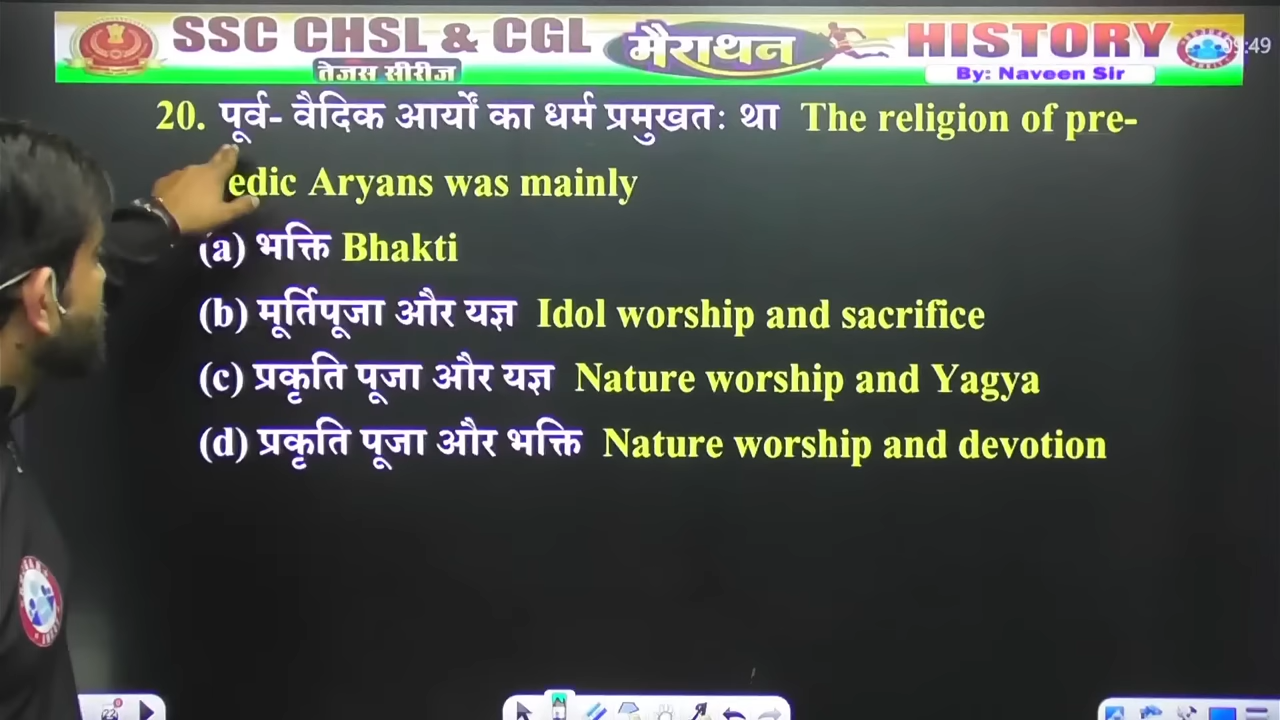 SSC CHSL & CGL मैराथन HISTORY
तेजस सीरीज By: Naveen Sir
20. पूर्व- वैदिक आर्यों का धर्म प्रमुखतः था The religion of pre-
edic Aryans was mainly
(a) भक्ति Bhakti
(b) मूर्तिपूजा और यज्ञ Idol worship and sacrifice
(c) प्रकृति पूजा और यज्ञ Nature worship and Yagya
(d) प्रकृति पूजा और भक्ति Nature worship and devotion